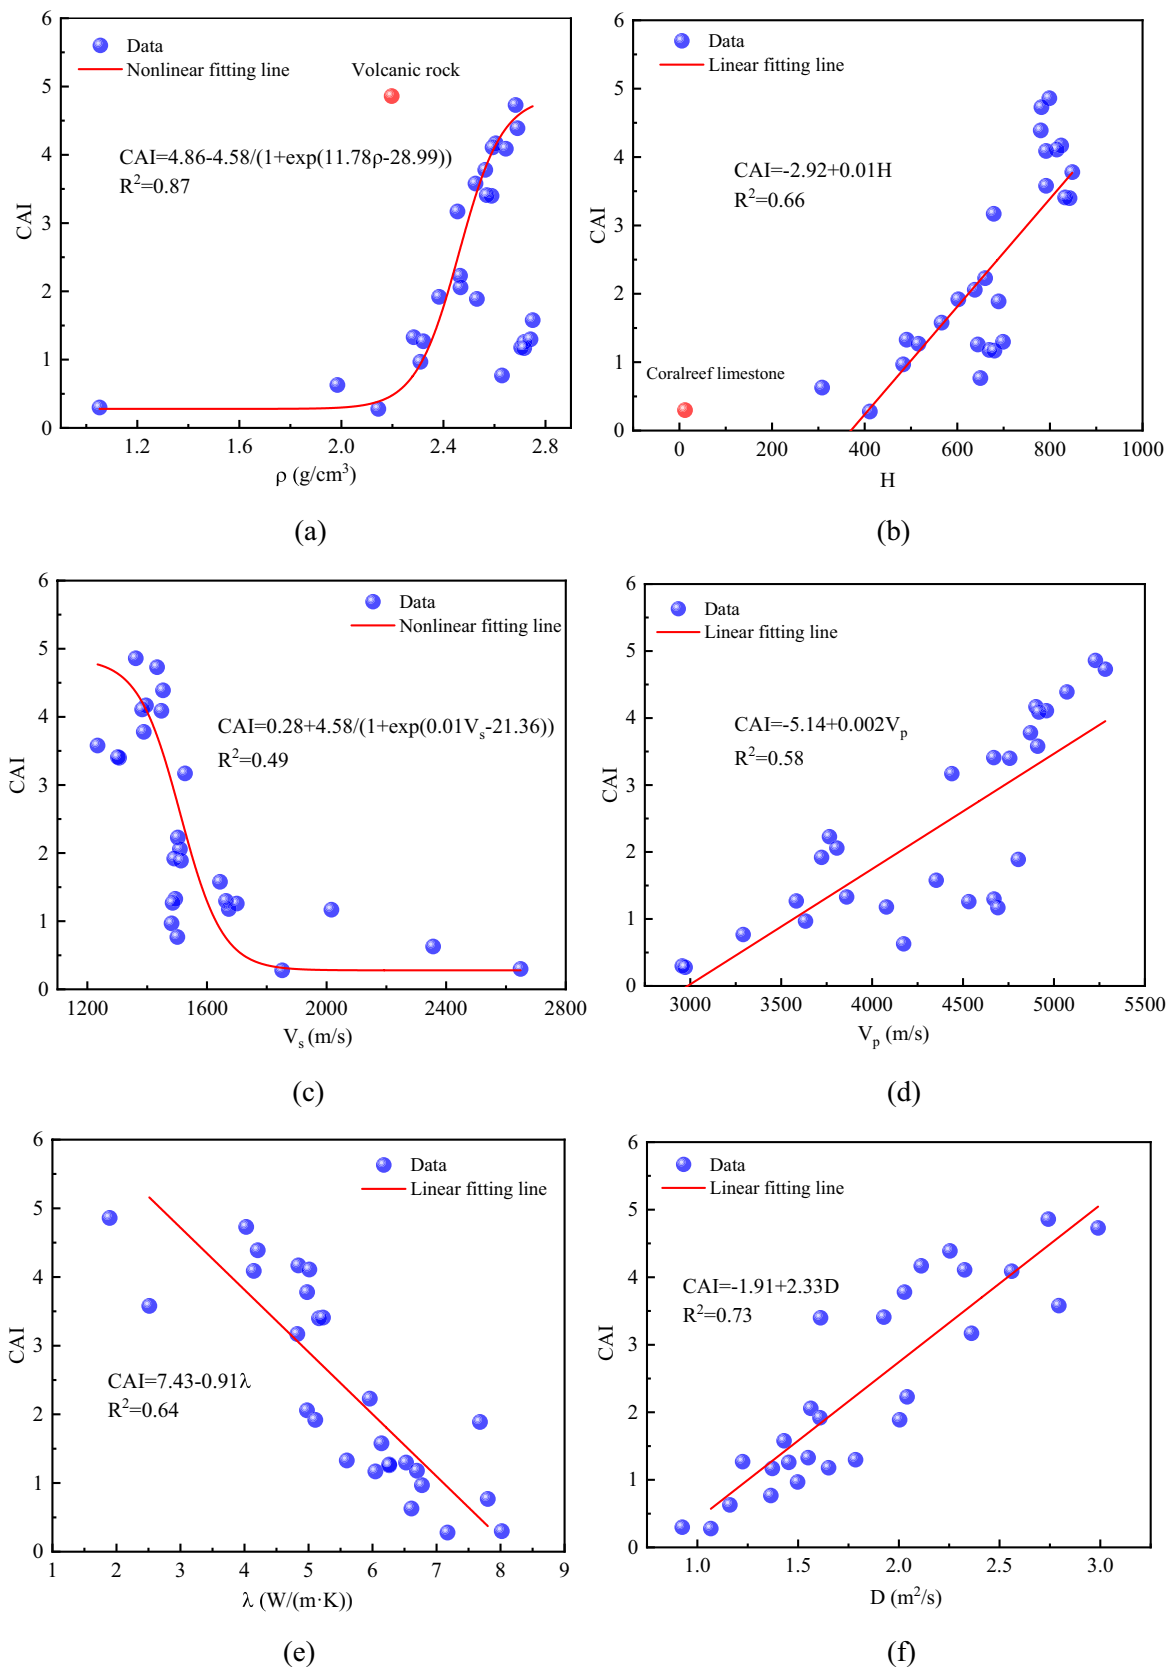 6
5
4
3
2
1
0
CAI
Data
Nonlinear fitting line
Volcanic rock
CAI=4.86-4.58/(1+exp(11.78ρ-28.99))
R²=0.87
1.2 1.6 2.0 2.4 2.8
ρ (g/cm³)
(a)
6
5
4
3
2
1
0
CAI
Data
Linear fitting line
CAI=-2.92+0.01H
R²=0.66
Coralreef limestone
0 200 400 600 800 1000
H
(b)
6
5
4
3
2
1
0
CAI
Data
Nonlinear fitting line
CAI=0.28+4.58/(1+exp(0.01Vₛ-21.36))
R²=0.49
1200 1600 2000 2400 2800
Vₛ (m/s)
(c)
6
5
4
3
2
1
0
CAI
Data
Linear fitting line
CAI=-5.14+0.002Vₚ
R²=0.58
3000 3500 4000 4500 5000 5500
Vₚ (m/s)
(d)
6
5
4
3
2
1
0
CAI
Data
Linear fitting line
CAI=7.43-0.91λ
R²=0.64
1 2 3 4 5 6 7 8 9
λ (W/(m·K))
(e)
6
5
4
3
2
1
0
CAI
Data
Linear fitting line
CAI=-1.91+2.33D
R²=0.73
1.0 1.5 2.0 2.5 3.0
D (m²/s)
(f)